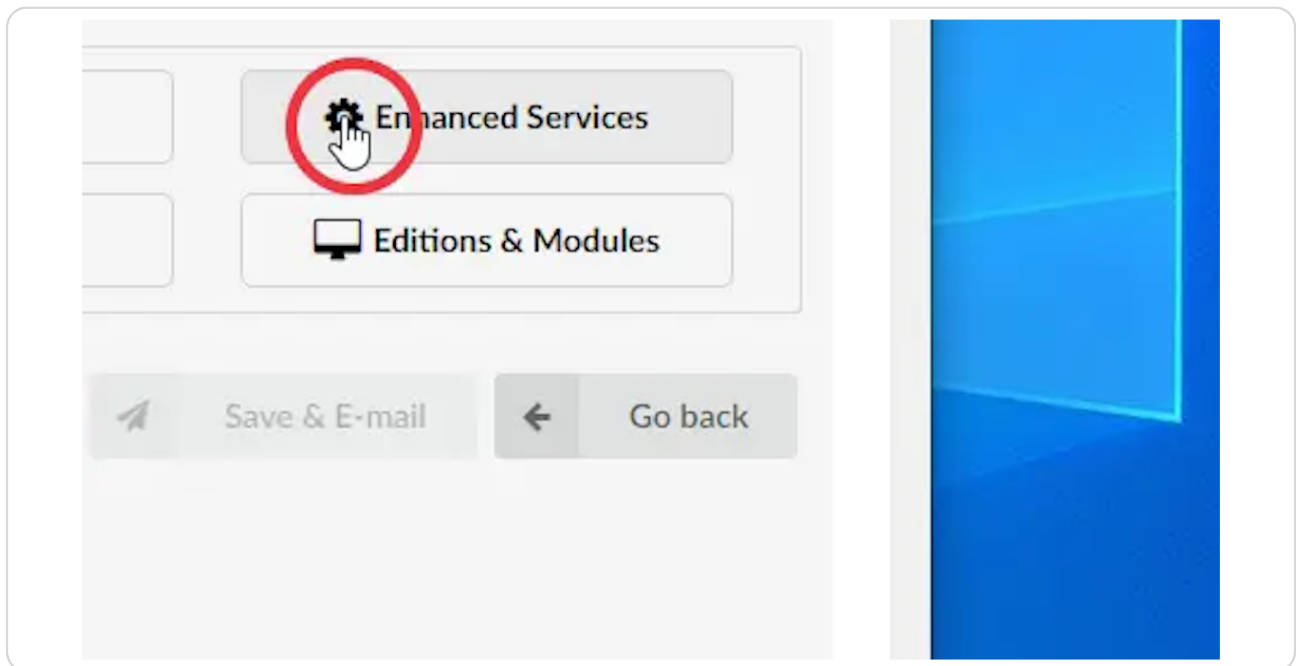 Enhanced Services
Editions & Modules
Save & E-mail
Go back